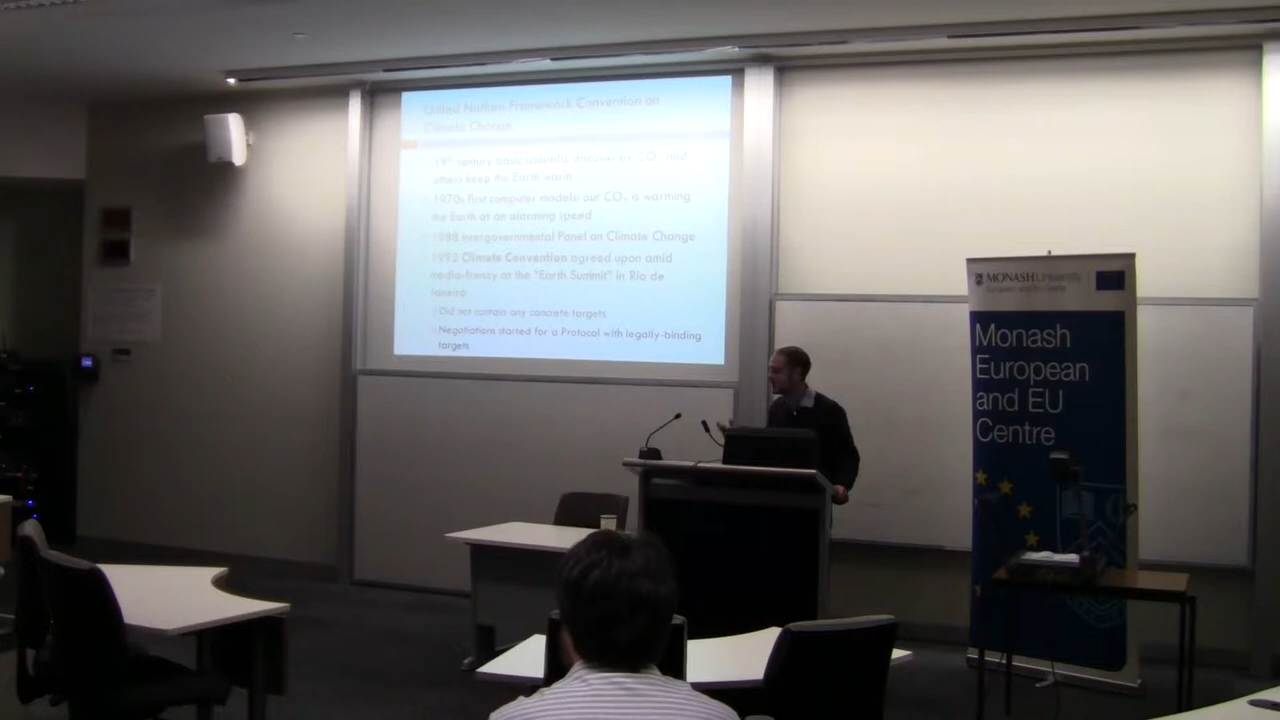 United Nations Framework Convention on
Climate Change
19th century basic scientific discoveries: CO2 and
others keep the Earth warm
1970s first computer models: our CO2 is warming
the Earth at an alarming speed
1988 Intergovernmental Panel on Climate Change
1992 Climate Convention agreed upon amid
media-frenzy at the "Earth Summit" in Rio de
Janeiro
Did not contain any concrete targets
Negotiations started for a Protocol with legally-binding
targets
MONASH University
European and EU Centre
Monash
European
and EU
Centre